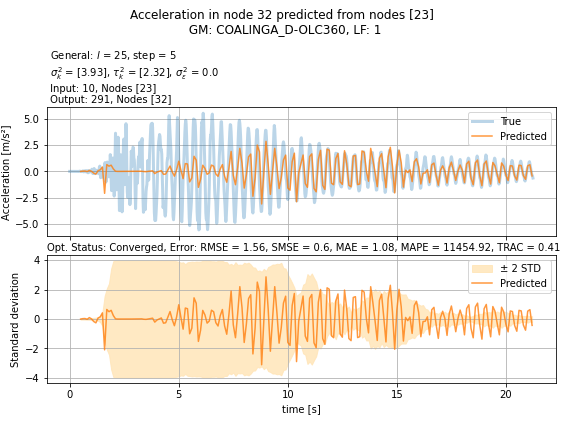 Acceleration in node 32 predicted from nodes [23]
GM: COALINGA_D-OLC360, LF: 1
General: l = 25, step = 5
σ_k^2 = [3.93], τ_k^2 = [2.32], σ_ε^2 = 0.0
Input: 10, Nodes [23]
Output: 291, Nodes [32]
5.0
2.5
0.0
−2.5
−5.0
Acceleration [m/s²]
True
Predicted
Opt. Status: Converged, Error: RMSE = 1.56, SMSE = 0.6, MAE = 1.08, MAPE = 11454.92, TRAC = 0.41
4
2
0
−2
−4
Standard deviation
± 2 STD
Predicted
0 5 10 15 20
time [s]